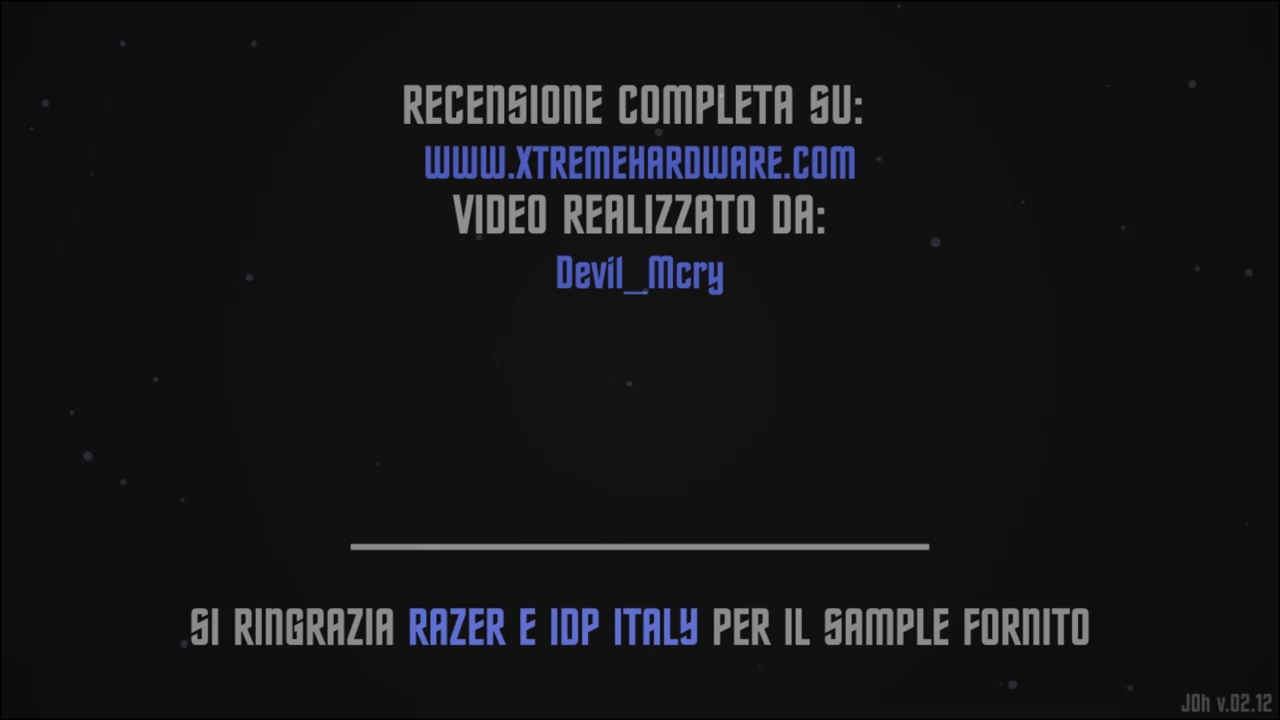 RECENSIONE COMPLETA SU:
WWW.XTREMEHARDWARE.COM
VIDEO REALIZZATO DA:
Devil_Mcry
SI RINGRAZIA RAZER E IDP ITALY PER IL SAMPLE FORNITO
J0h v.02.12